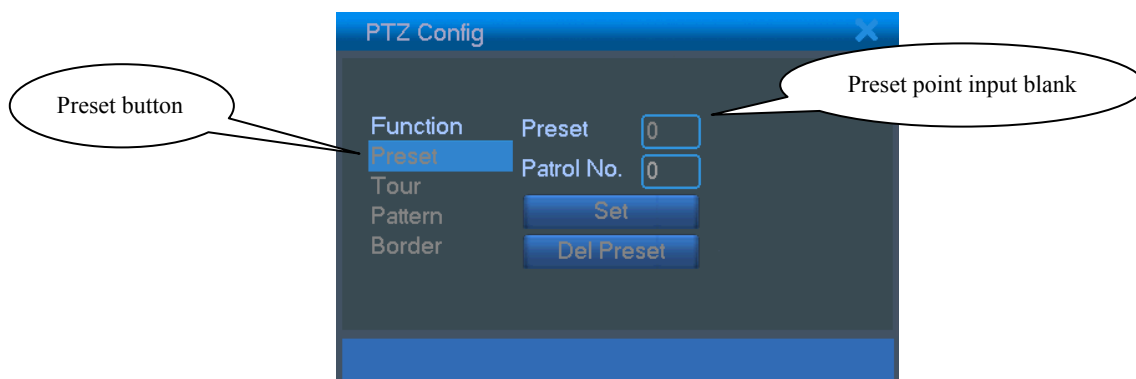 PTZ Config
Preset button
Preset point input blank
Function
Preset
Tour
Pattern
Border
Preset 0
Patrol No. 0
Set
Del Preset